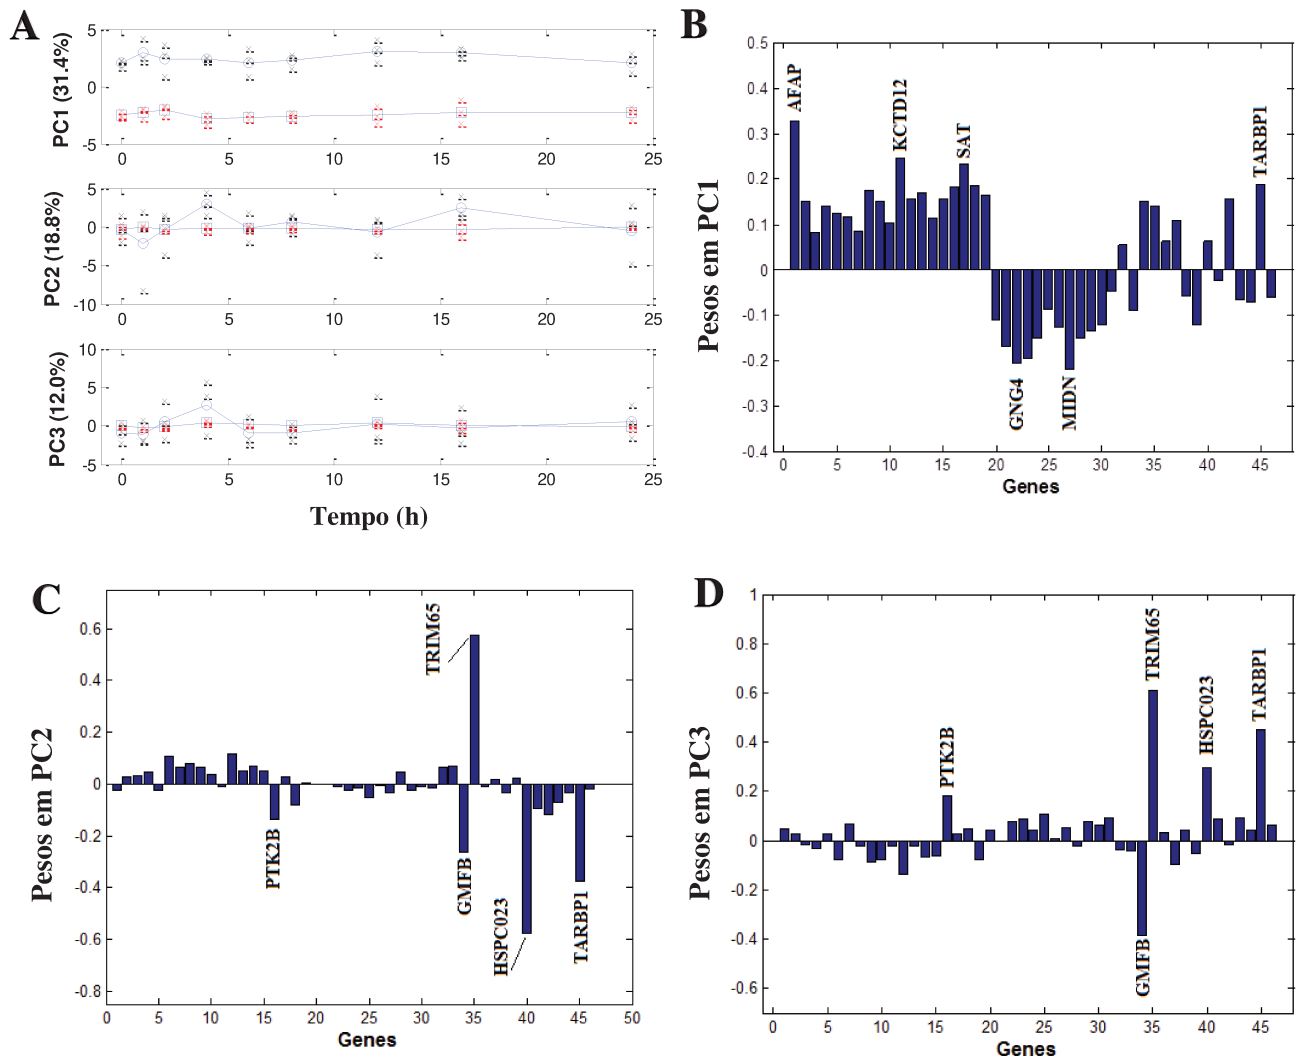 A
PC1 (31.4%)
5
0
-5
0 5 10 15 20 25
PC2 (18.8%)
5
0
-5
-10
0 5 10 15 20 25
PC3 (12.0%)
10
5
0
-5
0 5 10 15 20 25
Tempo (h)
B
Pesos em PC1
0.5
0.4
0.3
0.2
0.1
0
-0.1
-0.2
-0.3
-0.4
AFAP
KCTD12
SAT
TARBP1
GNG4
MIDN
0 5 10 15 20 25 30 35 40 45
Genes
C
Pesos em PC2
0.6
0.4
0.2
0
-0.2
-0.4
-0.6
-0.8
TRIM65
PTK2B
GMFB
HSPC023
TARBP1
0 5 10 15 20 25 30 35 40 45 50
Genes
D
Pesos em PC3
1
0.8
0.6
0.4
0.2
0
-0.2
-0.4
-0.6
PTK2B
TRIM65
HSPC023
TARBP1
GMFB
0 5 10 15 20 25 30 35 40 45
Genes